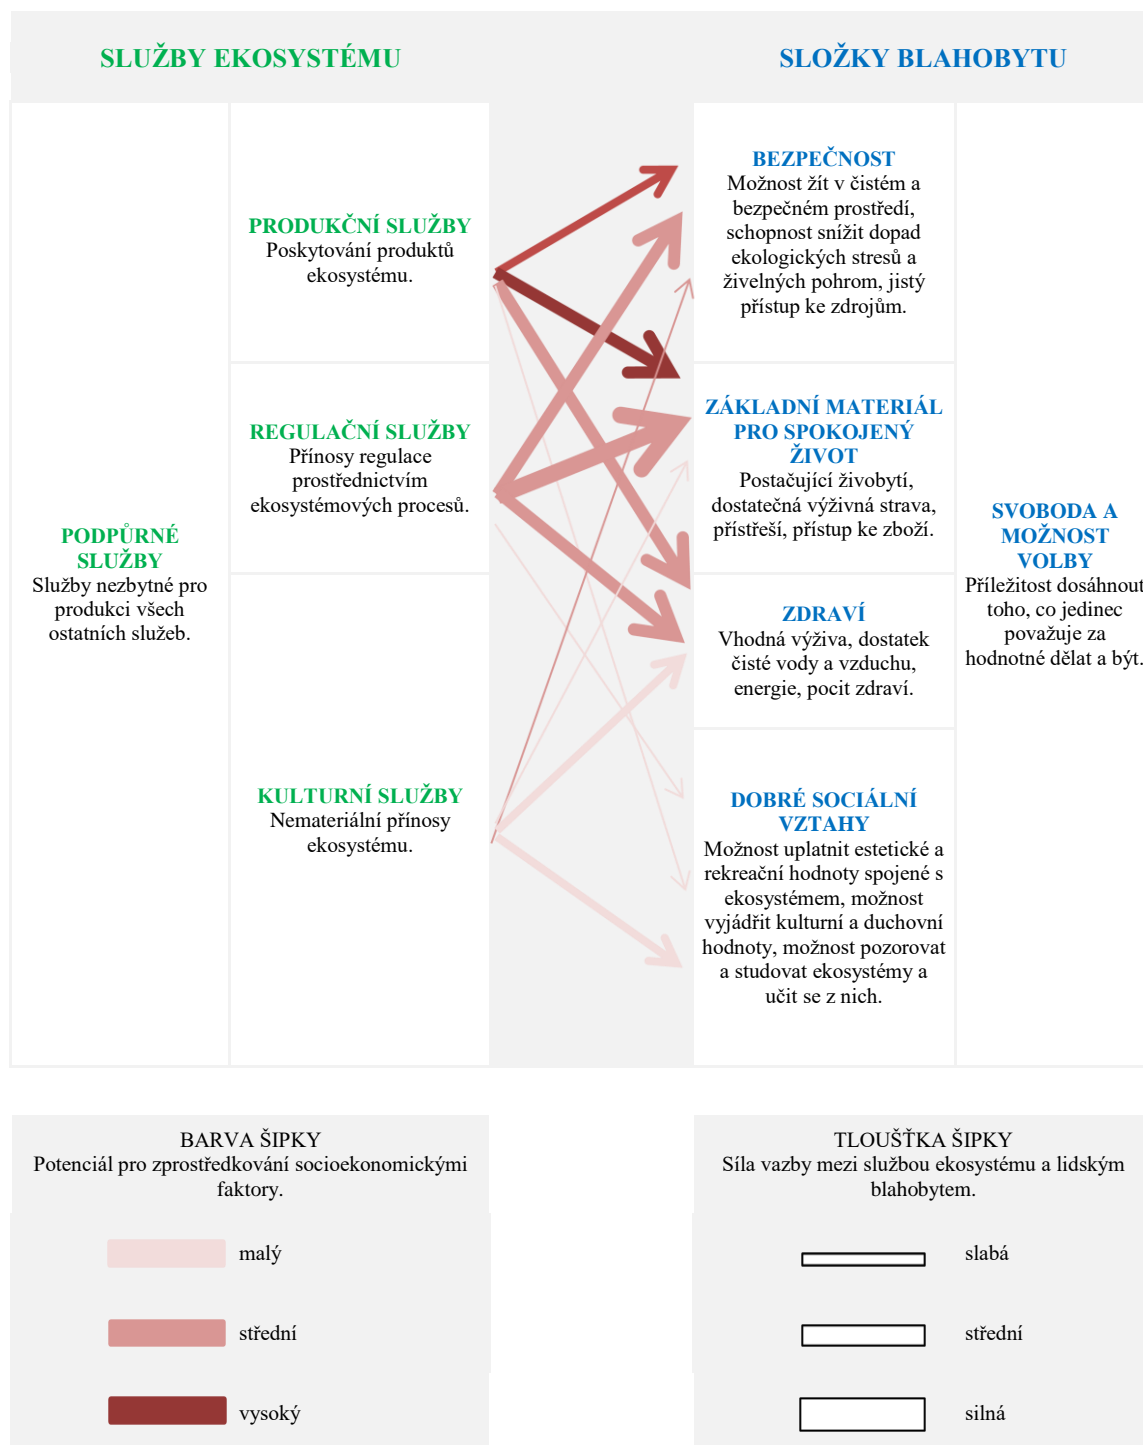 SLUŽBY EKOSYSTÉMU
SLOŽKY BLAHOBYTU
PODPŮRNÉ
SLUŽBY
Služby nezbytné pro
produkci všech
ostatních služeb.
PRODUKČNÍ SLUŽBY
Poskytování produktů
ekosystému.
REGULAČNÍ SLUŽBY
Přínosy regulace
prostřednictvím
ekosystémových procesů.
KULTURNÍ SLUŽBY
Nemateriální přínosy
ekosystému.
BEZPEČNOST
Možnost žít v čistém a
bezpečném prostředí,
schopnost snížit dopad
ekologických stresů a
živelných pohrom, jistý
přístup ke zdrojům.
ZÁKLADNÍ MATERIÁL
PRO SPOKOJENÝ
ŽIVOT
Postačující živobytí,
dostatečná výživná strava,
přístřeší, přístup ke zboží.
ZDRAVÍ
Vhodná výživa, dostatek
čisté vody a vzduchu,
energie, pocit zdraví.
DOBRÉ SOCIÁLNÍ
VZTAHY
Možnost uplatnit estetické a
rekreační hodnoty spojené s
ekosystémem, možnost
vyjádřit kulturní a duchovní
hodnoty, možnost pozorovat
a studovat ekosystémy a
učit se z nich.
SVOBODA A
MOŽNOST
VOLBY
Příležitost dosáhnout
toho, co jedinec
považuje za
hodnotné dělat a být.
BARVA ŠIPKY
Potenciál pro zprostředkování socioekonomickými
faktory.
malý
střední
vysoký
TLOUŠŤKA ŠIPKY
Síla vazby mezi službou ekosystému a lidským
blahobytem.
slabá
střední
silná